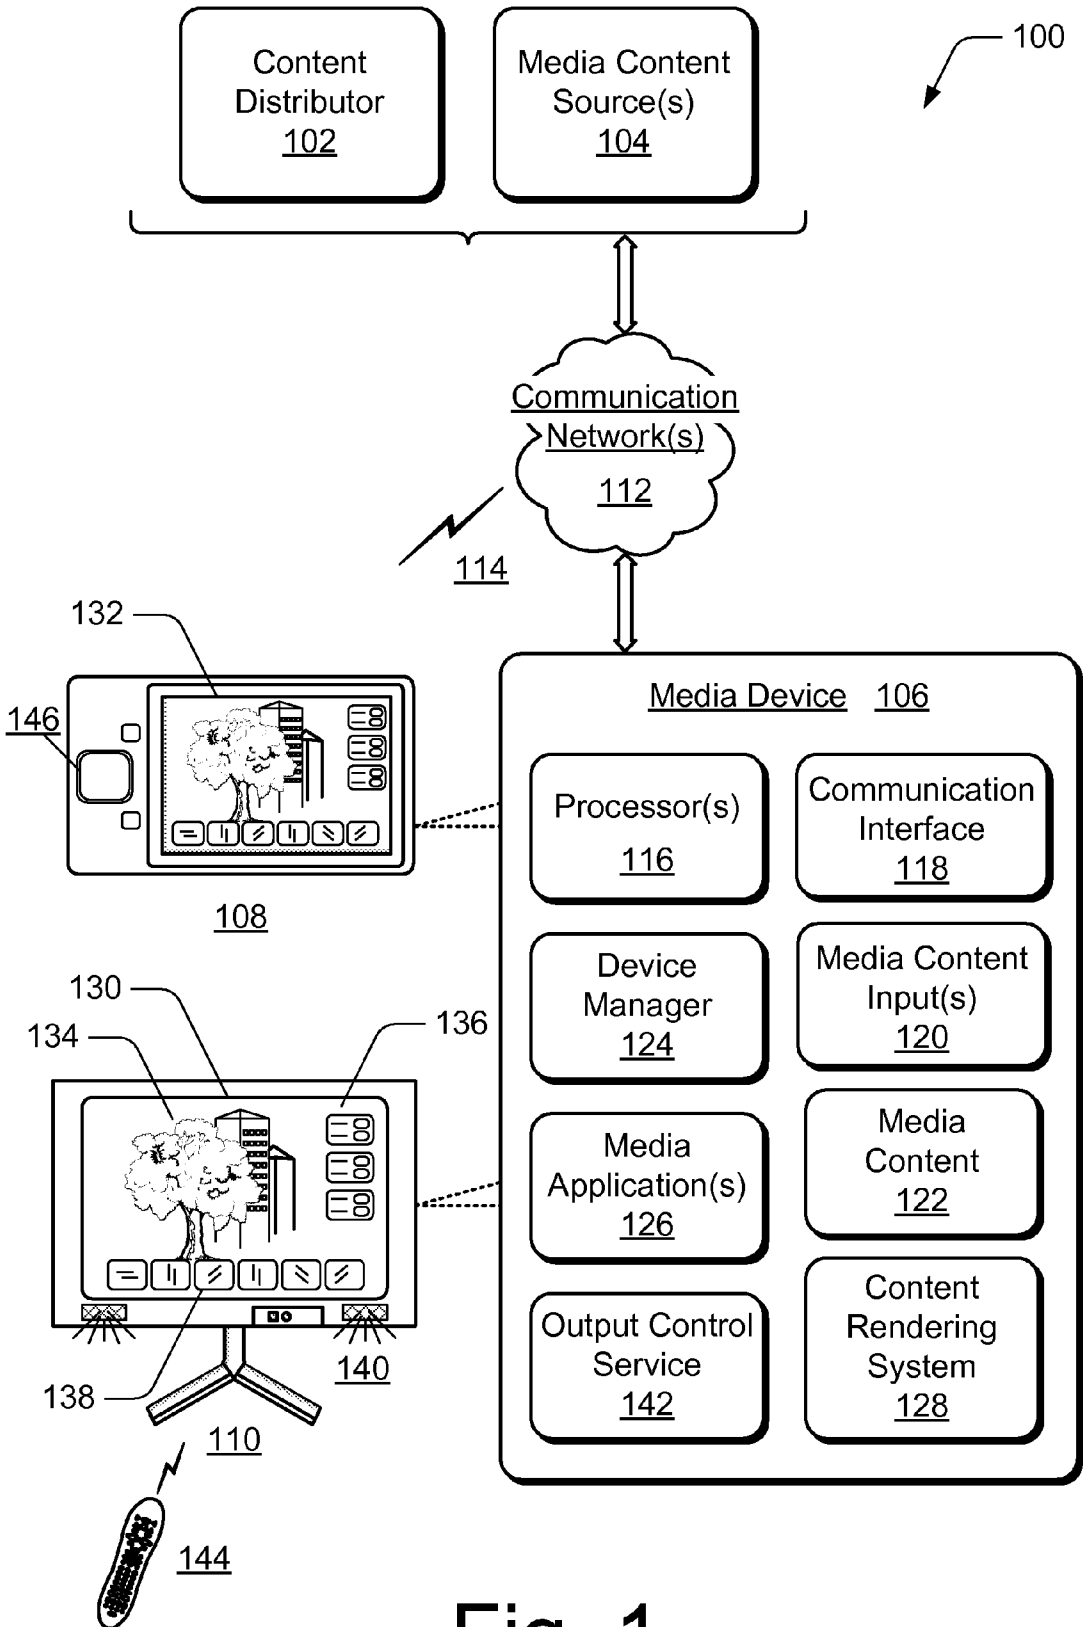 100
Content
Distributor
102
Media Content
Source(s)
104
Communication
Network(s)
112
114
132
146
108
Media Device 106
Processor(s)
116
Communication
Interface
118
Device
Manager
124
Media Content
Input(s)
120
Media
Application(s)
126
Media
Content
122
Output Control
Service
142
Content
Rendering
System
128
130
134
136
138
140
110
144
Fig. 1